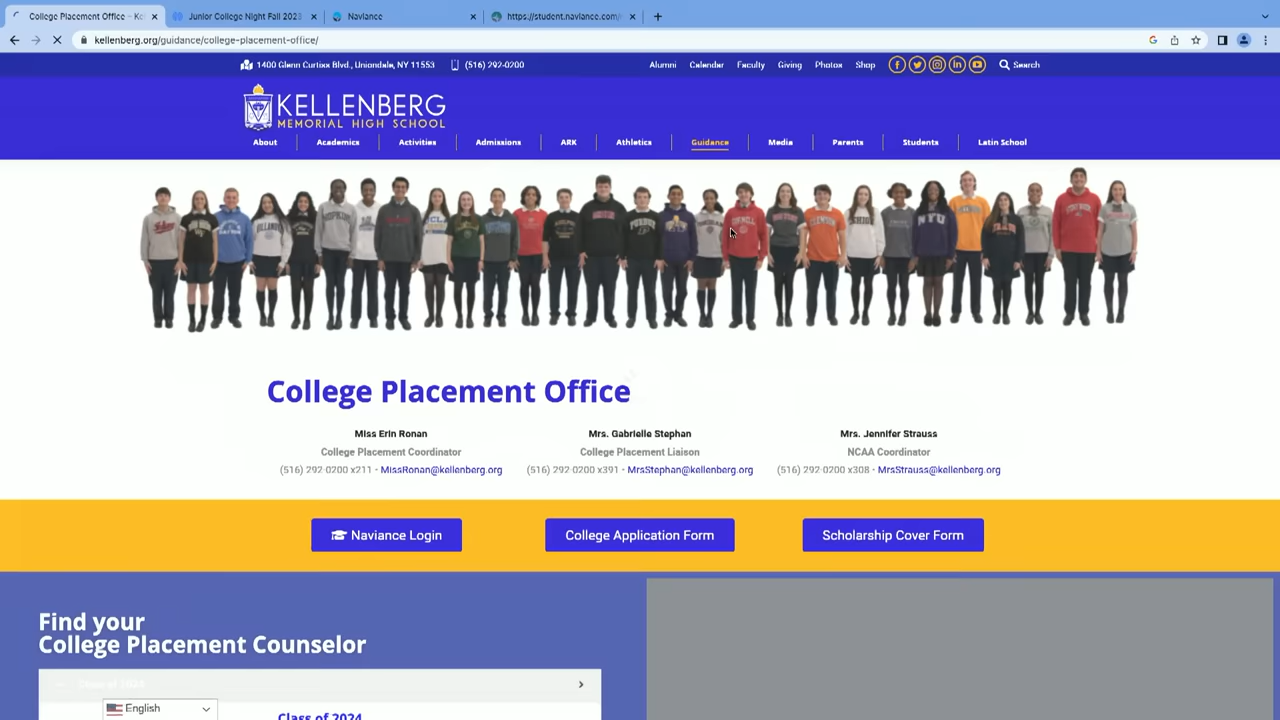 College Placement Office – Ke
Junior College Night Fall 2023
Naviance
https://student.naviance.com/
kellenberg.org/guidance/college-placement-office/
1400 Glenn Curtiss Blvd., Uniondale, NY 11553
(516) 292-0200
Alumni Calendar Faculty Giving Photos Shop Search
KELLENBERG
MEMORIAL HIGH SCHOOL
About Academics Activities Admissions ARK Athletics Guidance Media Parents Students Latin School
College Placement Office
Miss Erin Ronan
College Placement Coordinator
(516) 292-0200 x211 - MissRonan@kellenberg.org
Mrs. Gabrielle Stephan
College Placement Liaison
(516) 292-0200 x391 - MrsStephan@kellenberg.org
Mrs. Jennifer Strauss
NCAA Coordinator
(516) 292-0200 x308 - MrsStrauss@kellenberg.org
Naviance Login
College Application Form
Scholarship Cover Form
Find your
College Placement Counselor
Class of 2024
English
Class of 2024